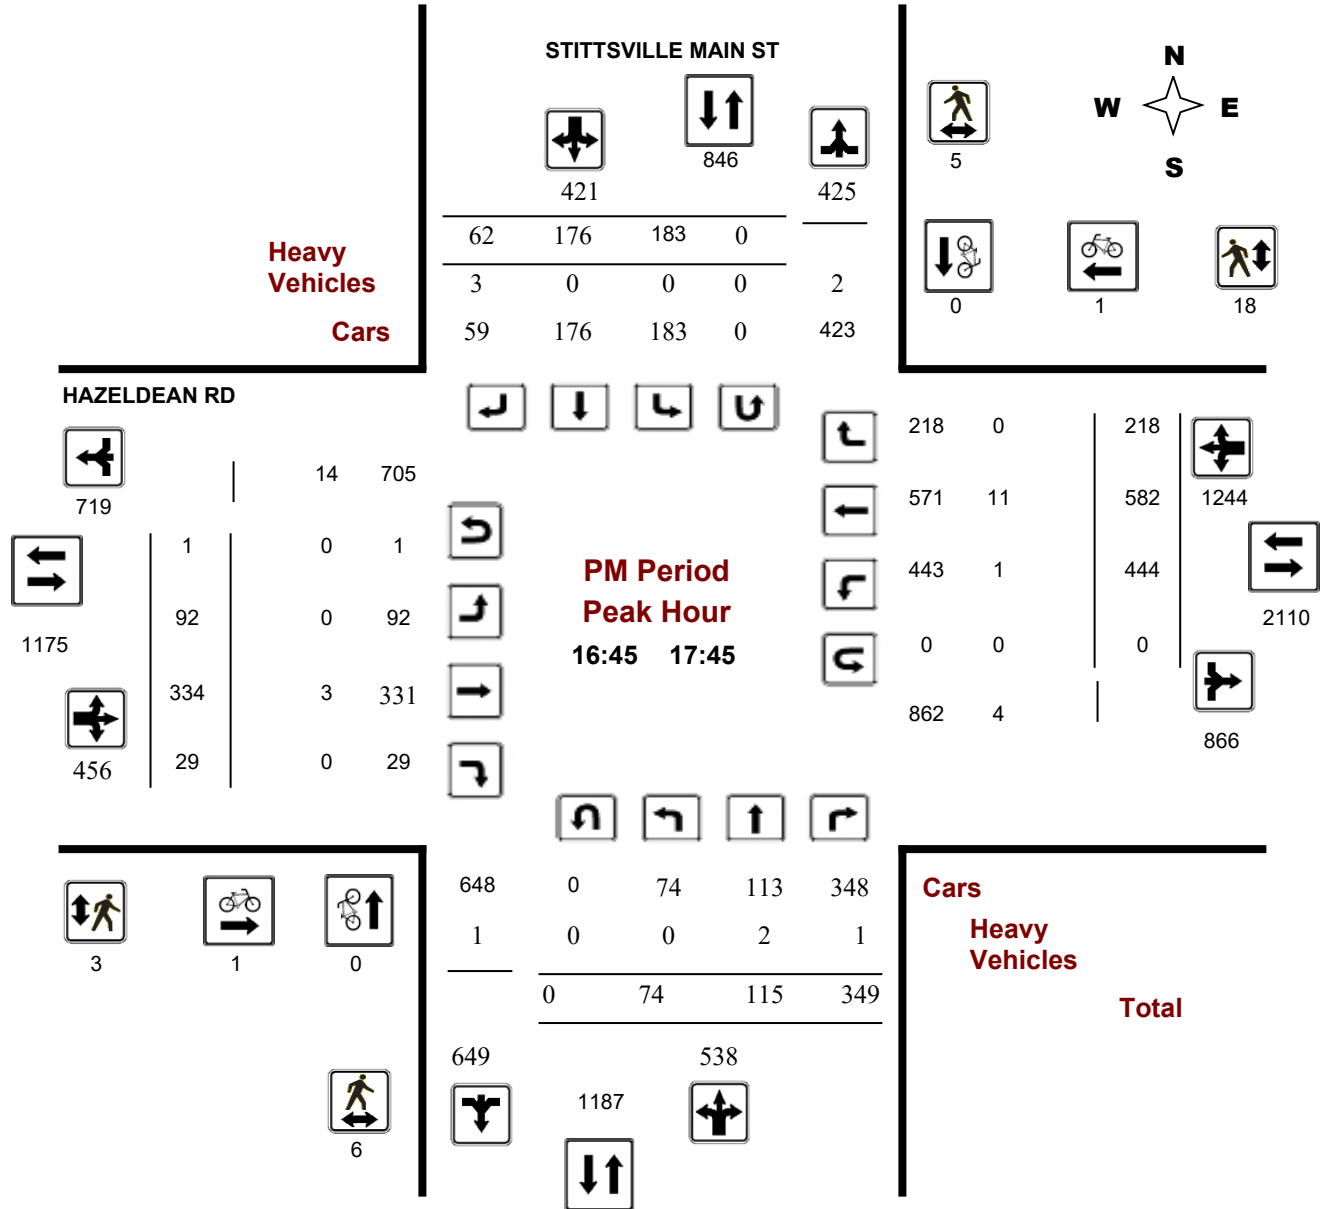 STITTSVILLE MAIN ST
N
W E
S
846
5
421 425
62 176 183 0
Heavy
Vehicles
3 0 0 0 2
0 1 18
Cars
59 176 183 0 423
HAZELDEAN RD
218 0 218
14 705
719
571 11 582 1244
1 0 1
PM Period
443 1 444
Peak Hour
92 0 92
2110
1175
16:45 17:45
0 0 0
334 3 331
862 4
866
456 29 0 29
648 0 74 113 348
Cars
1 0 0 2 1
Heavy
Vehicles
3 1 0
0 74 115 349
Total
649 538
1187
6